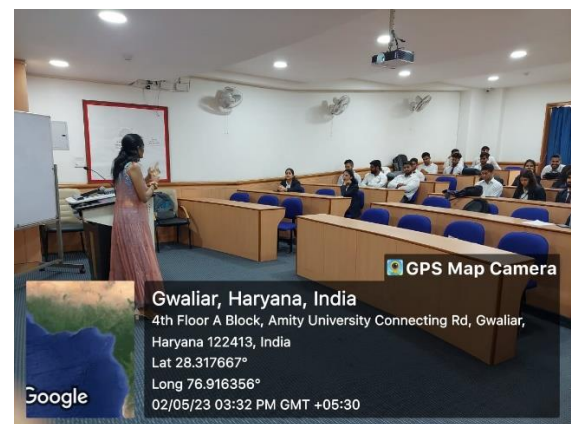 GPS Map Camera
Gwaliar, Haryana, India
4th Floor A Block, Amity University Connecting Rd, Gwaliar,
Haryana 122413, India
Lat 28.317667°
Long 76.916356°
02/05/23 03:32 PM GMT +05:30
Google